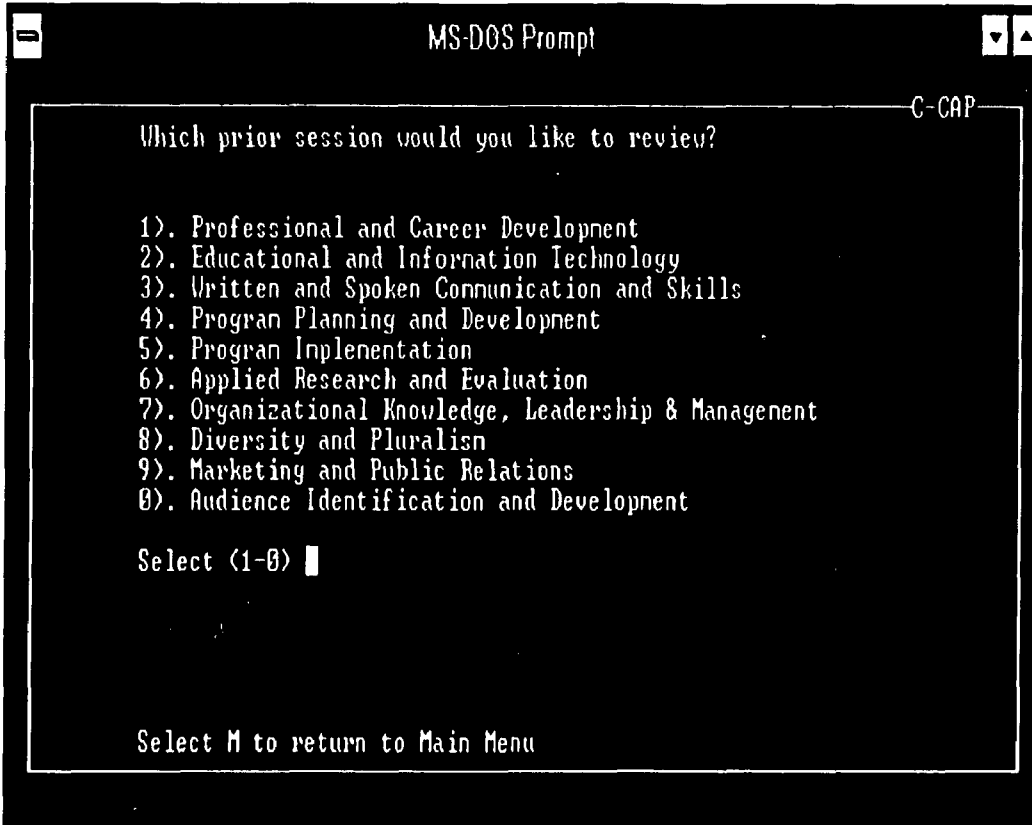 MS-DOS Prompt
C-CAP
Which prior session would you like to review?
1). Professional and Career Development
2). Educational and Information Technology
3). Written and Spoken Communication and Skills
4). Program Planning and Development
5). Program Implementation
6). Applied Research and Evaluation
7). Organizational Knowledge, Leadership & Management
8). Diversity and Pluralism
9). Marketing and Public Relations
0). Audience Identification and Development
Select (1-0)
Select M to return to Main Menu